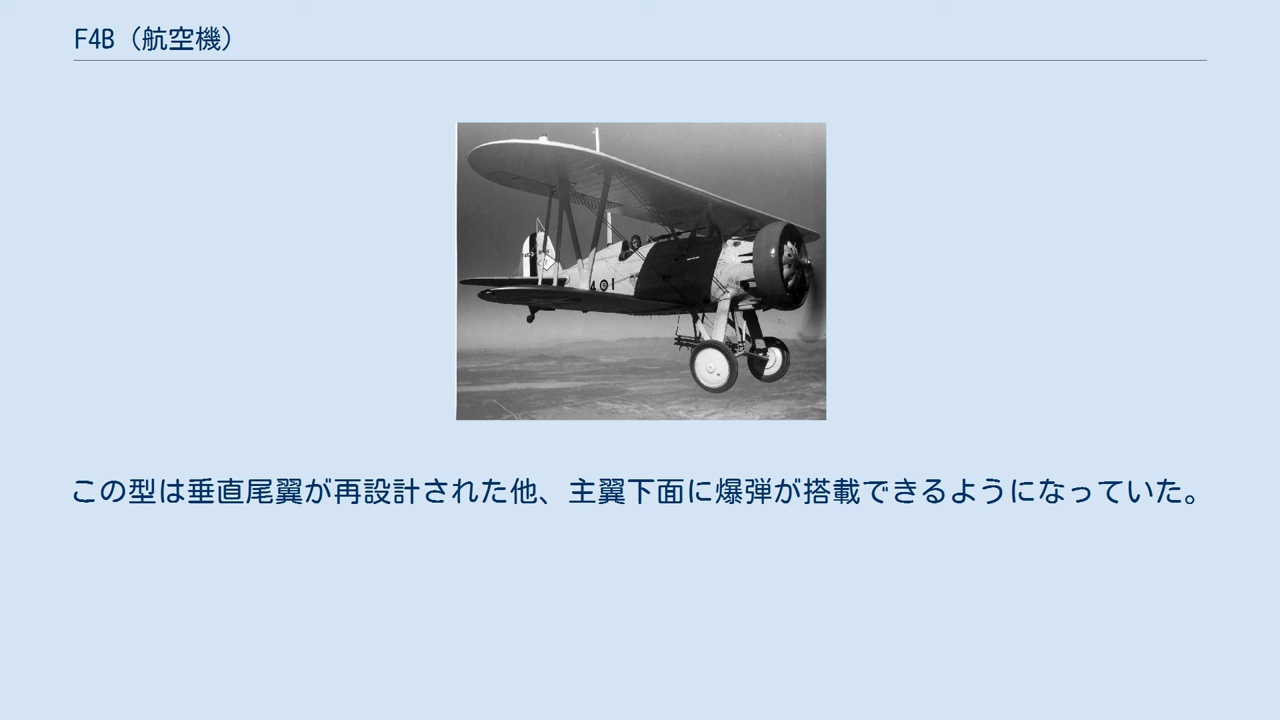 F4B（航空機）
401
この型は垂直尾翼が再設計された他、主翼下面に爆弾が搭載できるようになっていた。